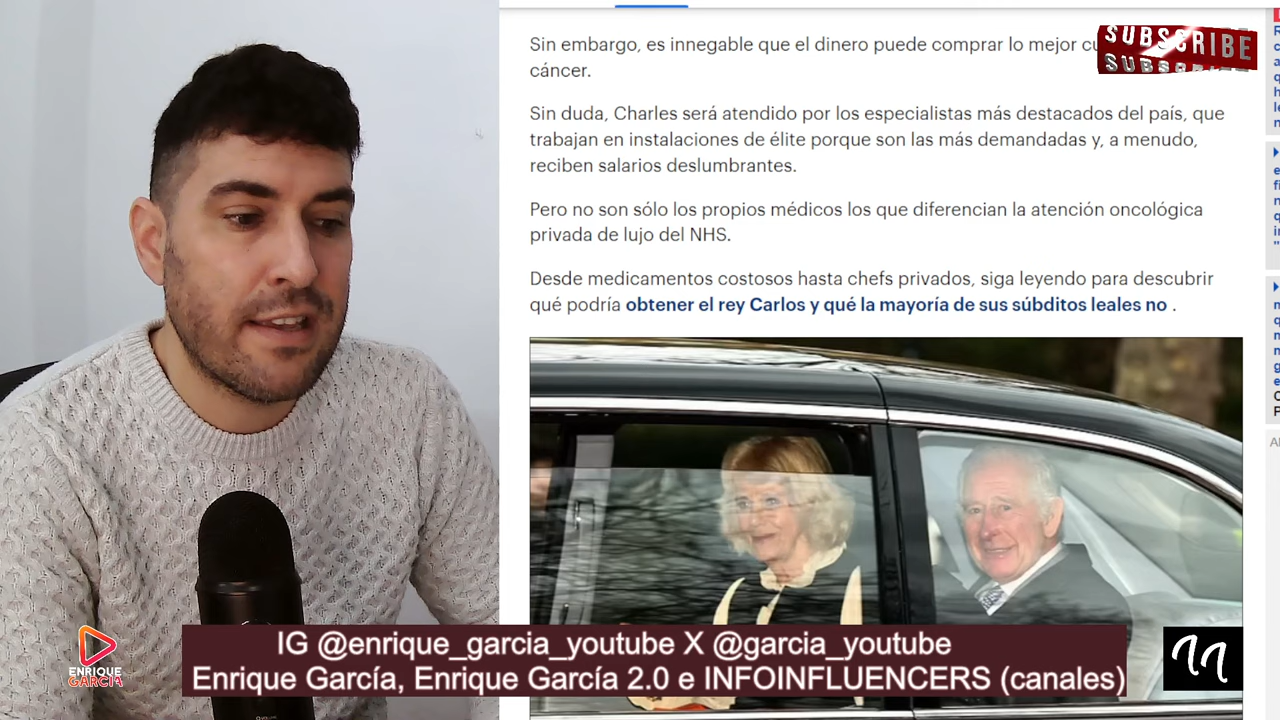 Sin embargo, es innegable que el dinero puede comprar lo mejor
cáncer.
Sin duda, Charles será atendido por los especialistas más destacados del país, que
trabajan en instalaciones de élite porque son las más demandadas y, a menudo,
reciben salarios deslumbrantes.
Pero no son sólo los propios médicos los que diferencian la atención oncológica
privada de lujo del NHS.
Desde medicamentos costosos hasta chefs privados, siga leyendo para descubrir
qué podría obtener el rey Carlos y qué la mayoría de sus súbditos leales no .
SUBSCRIBE
SUBSCRIBE
IG @enrique_garcia_youtube X @garcia_youtube
Enrique García, Enrique García 2.0 e INFOINFLUENCERS (canales)
ENRIQUE
GARCÍA